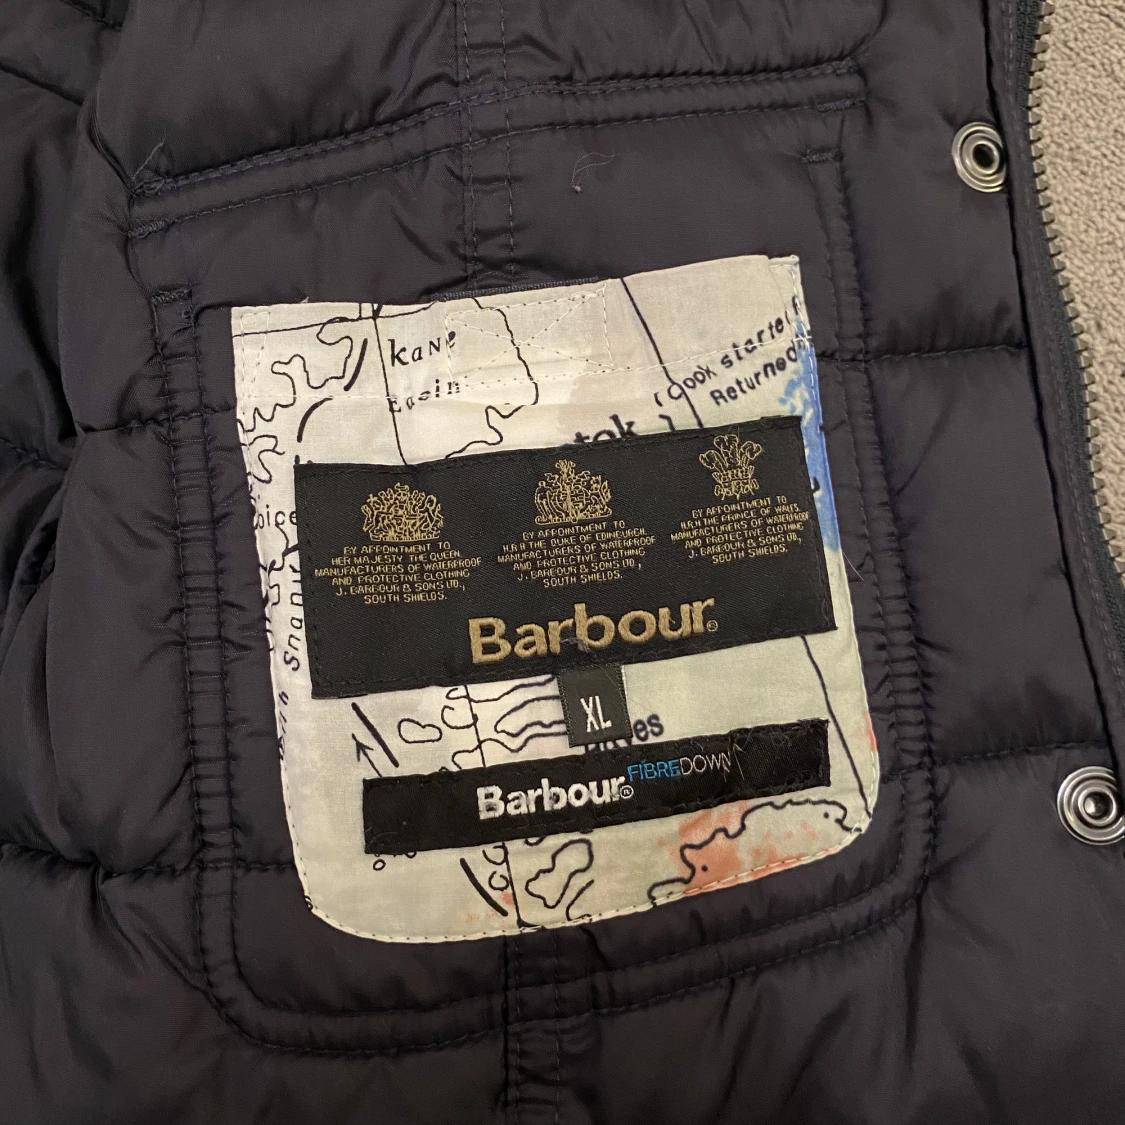 kane
Basin
Cook started
Returned
tok
BY APPOINTMENT TO
HER MAJESTY THE QUEEN
MANUFACTURERS OF WATERPROOF
AND PROTECTIVE CLOTHING
J. BARBOUR & SONS LTD.,
SOUTH SHIELDS.
BY APPOINTMENT TO
H.R.H THE DUKE OF EDINBURGH.
MANUFACTURERS OF WATERPROOF
AND PROTECTIVE CLOTHING
J. BARBOUR & SONS LTD.,
SOUTH SHIELDS.
BY APPOINTMENT TO
H.R.H THE PRINCE OF WALES.
MANUFACTURERS OF WATERPROOF
AND PROTECTIVE CLOTHING
J. BARBOUR & SONS LTD.,
SOUTH SHIELDS.
Barbour®
XL
Barbour® FIBREDOWN